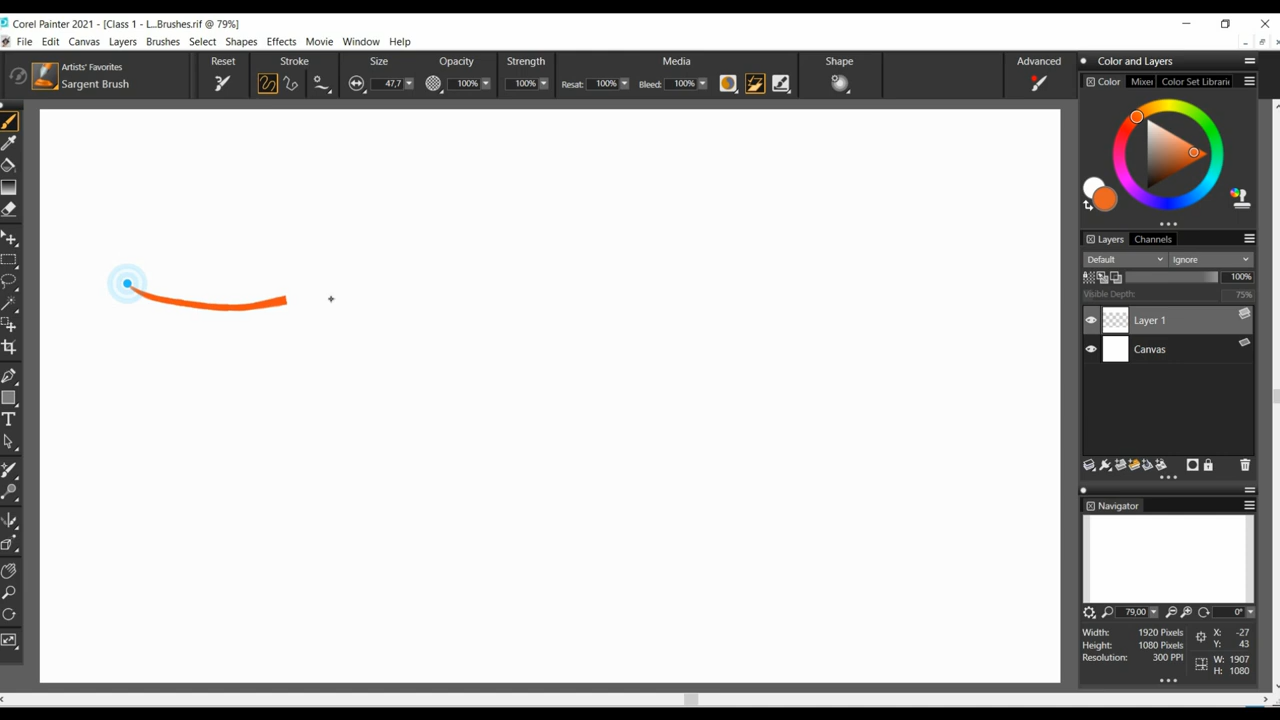 Corel Painter 2021 - [Class 1 - L...Brushes.rif @ 79%]
File Edit Canvas Layers Brushes Select Shapes Effects Movie Window Help
Artists' Favorites
Sargent Brush
Reset
Stroke
Size
47,7
Opacity
100%
Strength
100%
Media
Resat: 100%
Bleed: 100%
Shape
Advanced
Color and Layers
Color
Mixer
Color Set Librarie
Layers
Channels
Default
Ignore
100%
Visible Depth: 75%
Layer 1
Canvas
Navigator
79,00
0°
Width: 1920 Pixels
Height: 1080 Pixels
Resolution: 300 PPI
X: -27
Y: 43
W: 1907
H: 1080